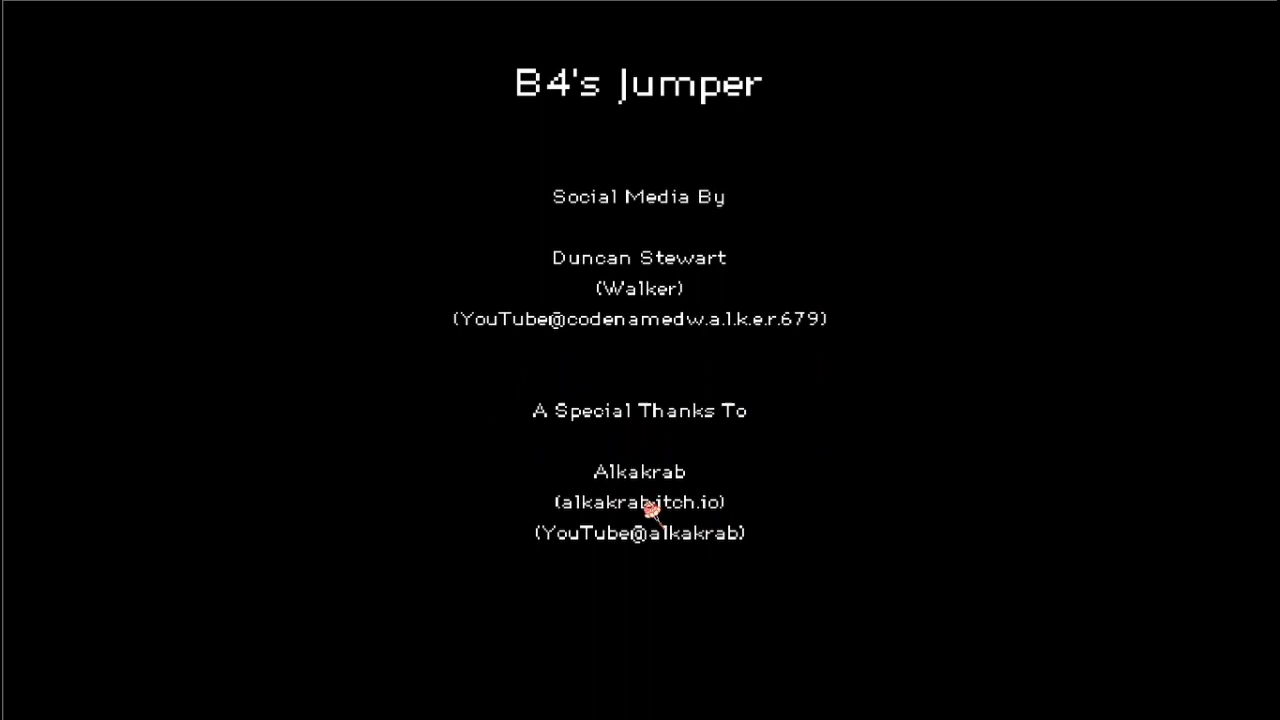 B4's Jumper
Social Media By
Duncan Stewart
(Walker)
(YouTube@codenamedw.a.l.k.e.r.679)
A Special Thanks To
Alkakrab
(alkakrab.itch.io)
(YouTube@alkakrab)